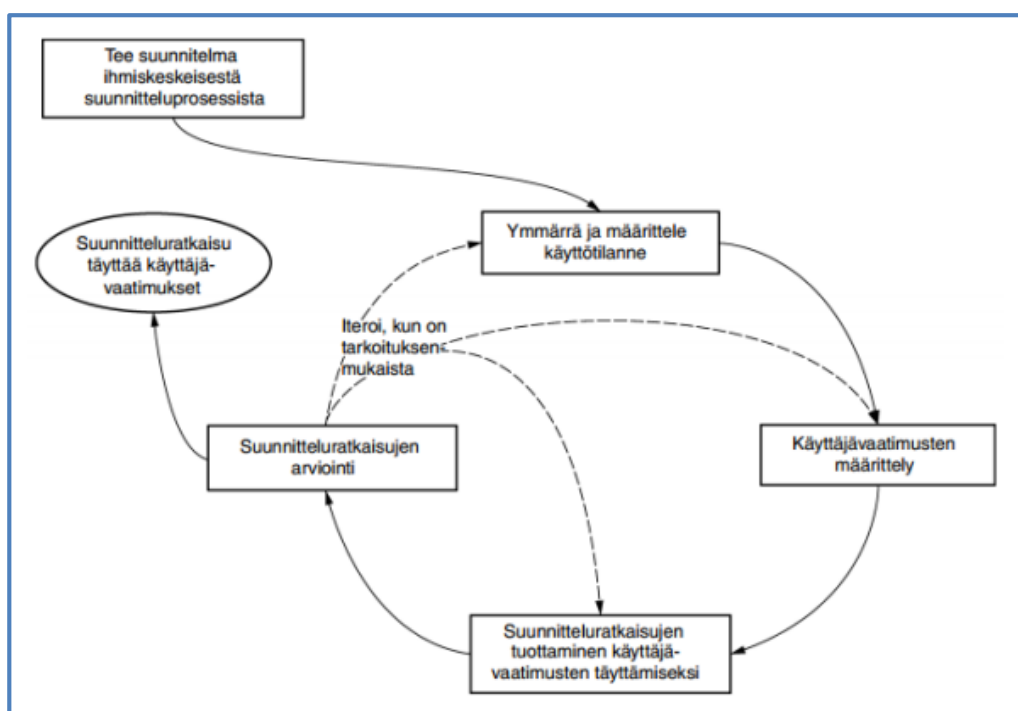 Tee suunnitelma
ihmiskeskeisestä
suunnitteluprosessista
Ymmärrä ja määrittele
käyttötilanne
Suunnitteluratkaisu
täyttää käyttäjä-
vaatimukset
Iteroi, kun on
tarkoituksen-
mukaista
Suunnitteluratkaisujen
arviointi
Käyttäjävaatimusten
määrittely
Suunnitteluratkaisujen
tuottaminen käyttäjä-
vaatimusten täyttämiseksi